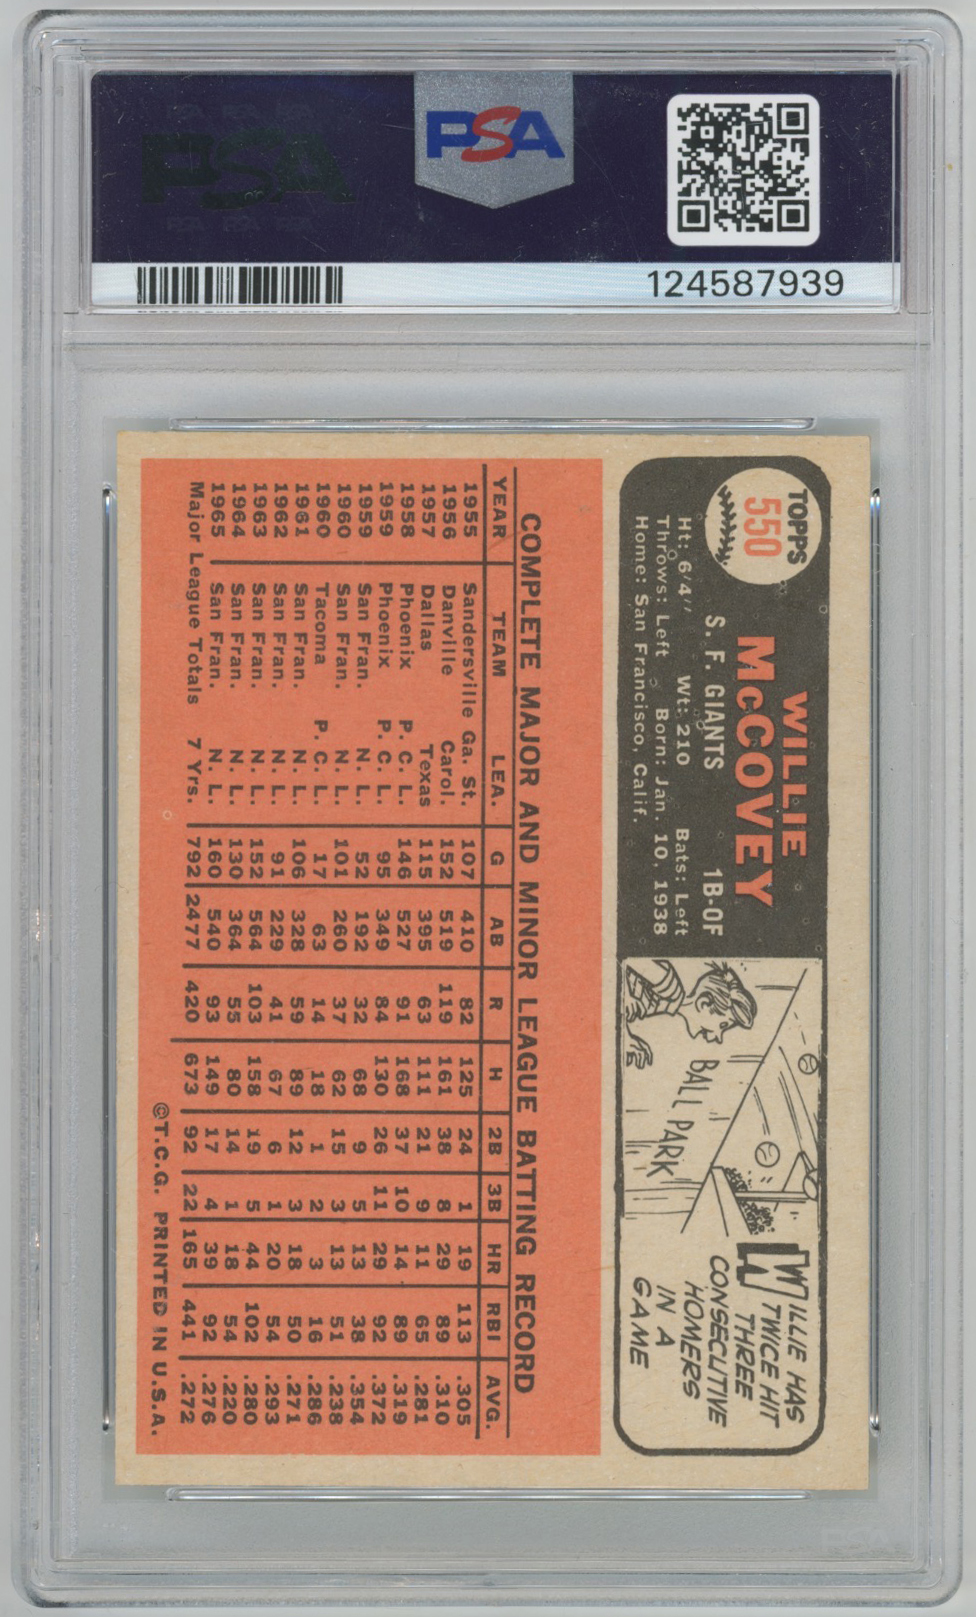 PSA
PSA
PSA PSA PSA
124587939
TOPPS
550
WILLIE
McCOVEY
S. F. GIANTS 1B-OF
Ht: 6'4" Wt: 210 Bats: Left
Throws: Left Born: Jan. 10, 1938
Home: San Francisco, Calif.
BALL PARK
WILLIE HAS
TWICE HIT
THREE
CONSECUTIVE
HOMERS
IN A
GAME
COMPLETE MAJOR AND MINOR LEAGUE BATTING RECORD
YEAR TEAM LEA. G AB R H 2B 3B HR RBI AVG.
1955 Sandersville Ga. St. 107 410 82 125 24 1 19 113 .305
1956 Danville Carol. 152 519 119 161 38 8 29 89 .310
1957 Dallas Texas 115 395 63 111 21 9 11 65 .281
1958 Phoenix P. C. L. 146 527 91 168 37 10 14 89 .319
1959 Phoenix P. C. L. 95 349 84 130 26 11 29 92 .372
1959 San Fran. N. L. 52 192 32 68 9 5 13 38 .354
1960 San Fran. N. L. 101 260 37 62 15 3 13 51 .238
1960 Tacoma P. C. L. 17 63 14 18 1 2 3 16 .286
1961 San Fran. N. L. 106 328 59 89 12 3 18 50 .271
1962 San Fran. N. L. 91 229 41 67 6 1 20 54 .293
1963 San Fran. N. L. 152 564 103 158 19 5 44 102 .280
1964 San Fran. N. L. 130 364 55 80 14 1 18 54 .220
1965 San Fran. N. L. 160 540 93 149 17 4 39 92 .276
Major League Totals 7 Yrs. 792 2477 420 673 92 22 165 441 .272
©T.C.G. PRINTED IN U.S.A.
PSA